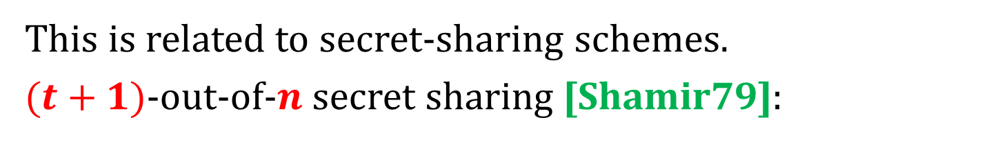 This is related to secret-sharing schemes.
(t + 1)-out-of-n secret sharing [Shamir79]: